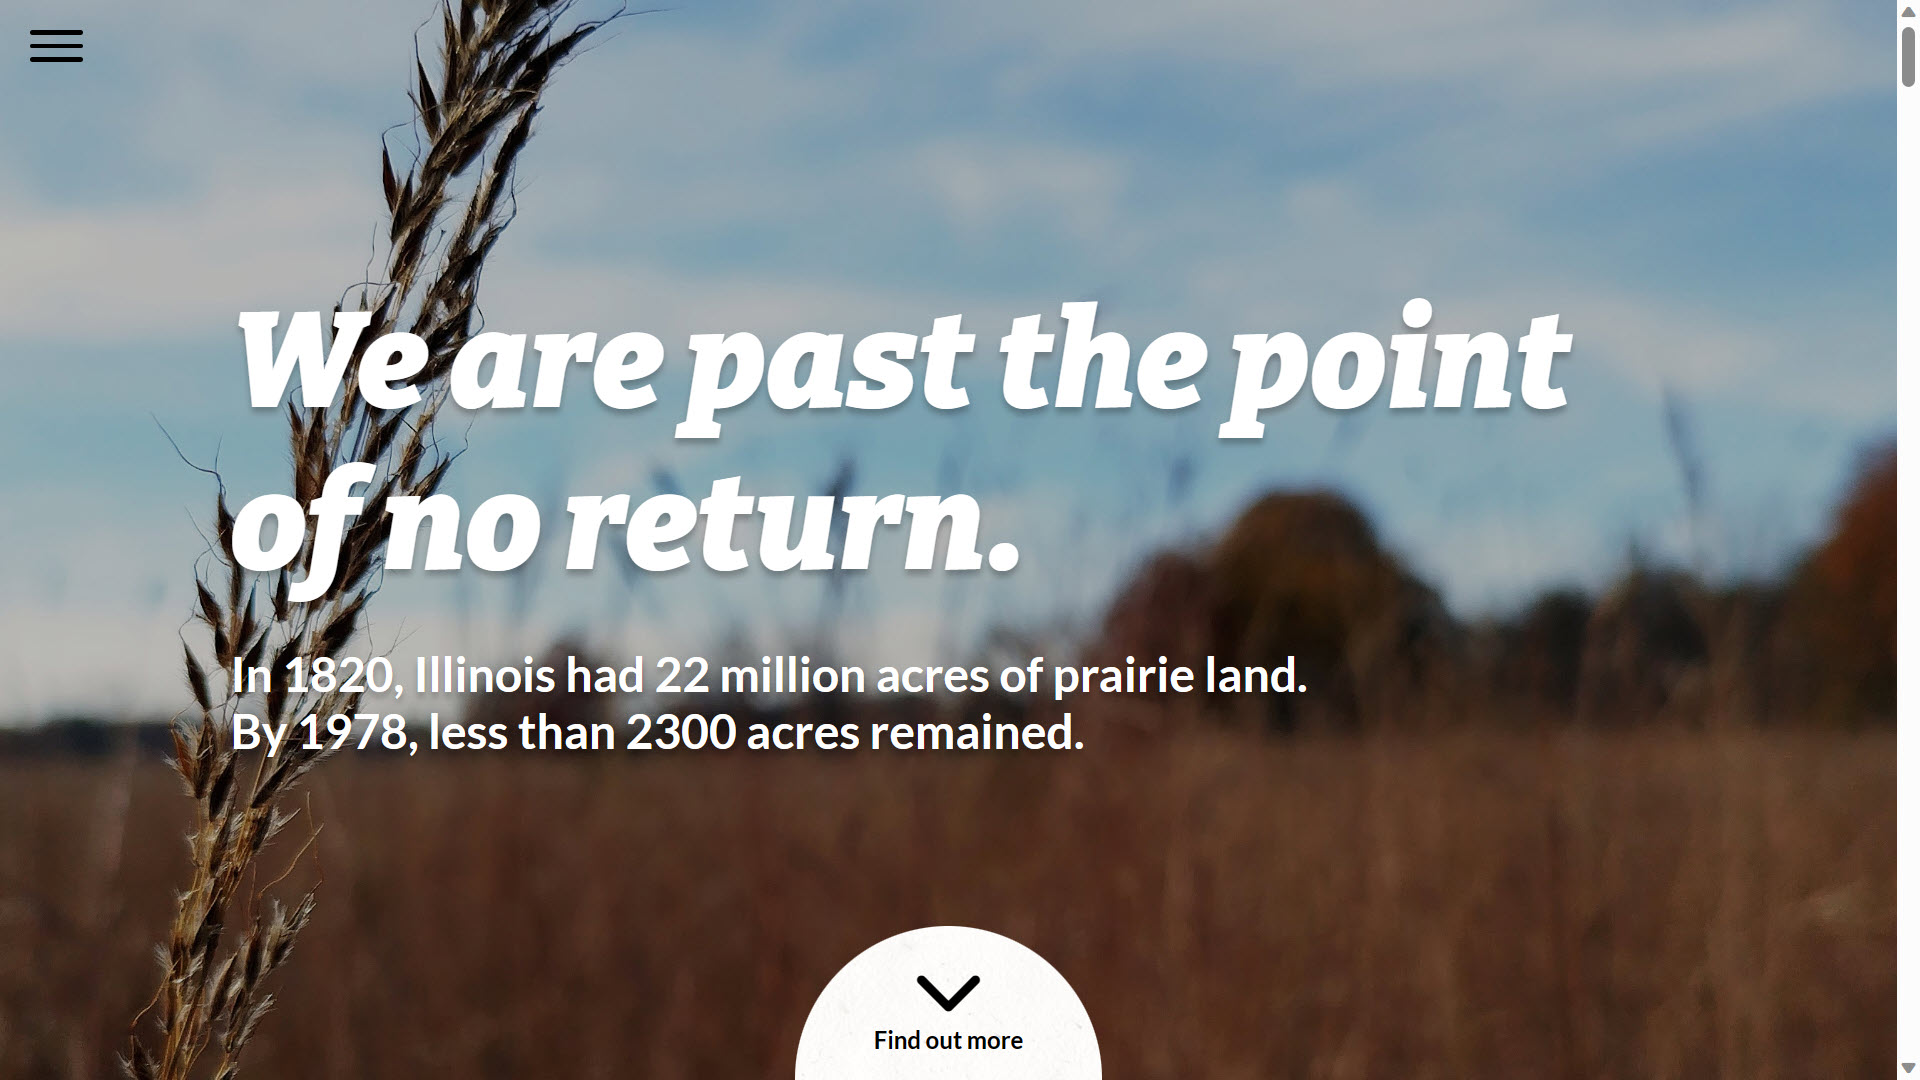 We are past the point
of no return.
In 1820, Illinois had 22 million acres of prairie land.
By 1978, less than 2300 acres remained.
Find out more